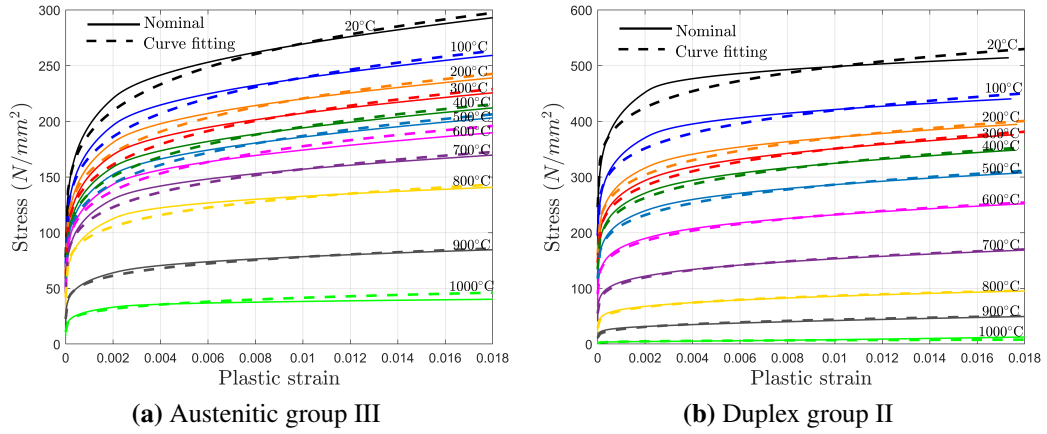 300
250
200
150
100
50
0
0
0.002
0.004
0.006
0.008
0.01
0.012
0.014
0.016
0.018
Stress (N/mm²)
Plastic strain
Nominal
Curve fitting
20°C
100°C
200°C
300°C
400°C
500°C
600°C
700°C
800°C
900°C
1000°C
(a) Austenitic group III
600
500
400
300
200
100
0
0
0.002
0.004
0.006
0.008
0.01
0.012
0.014
0.016
0.018
Stress (N/mm²)
Plastic strain
Nominal
Curve fitting
20°C
100°C
200°C
300°C
400°C
500°C
600°C
700°C
800°C
900°C
1000°C
(b) Duplex group II